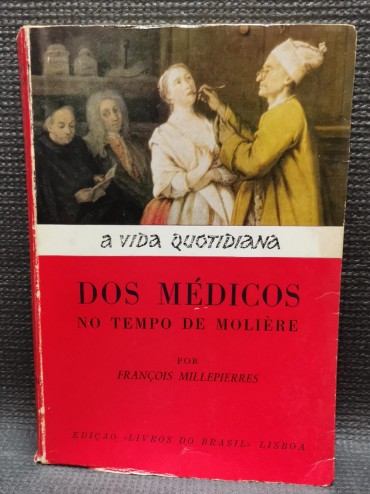 A VIDA QUOTIDIANA
DOS MÉDICOS
NO TEMPO DE MOLIÈRE
POR
FRANÇOIS MILLEPIERRES
EDIÇÃO «LIVROS DO BRASIL» LISBOA